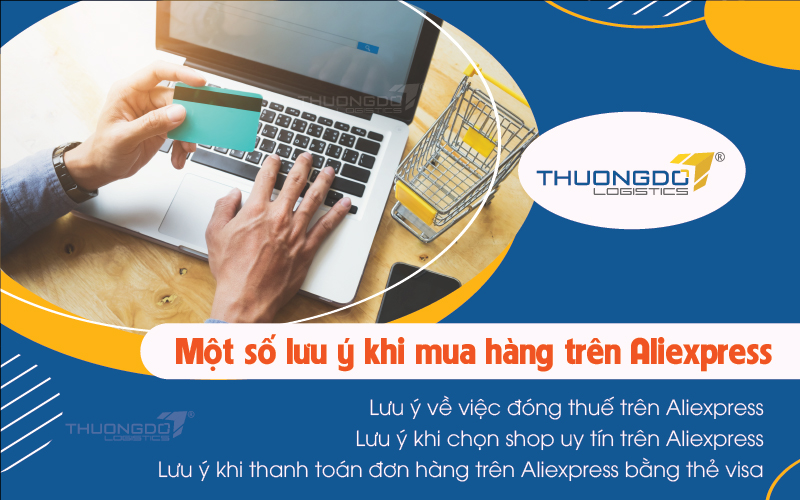 THUONGDO
LOGISTICS
THUONGDO
LOGISTICS
®
Một số lưu ý khi mua hàng trên Aliexpress
THUONGDO
LOGISTICS
®
Lưu ý về việc đóng thuế trên Aliexpress
Lưu ý khi chọn shop uy tín trên Aliexpress
Lưu ý khi thanh toán đơn hàng trên Aliexpress bằng thẻ visa